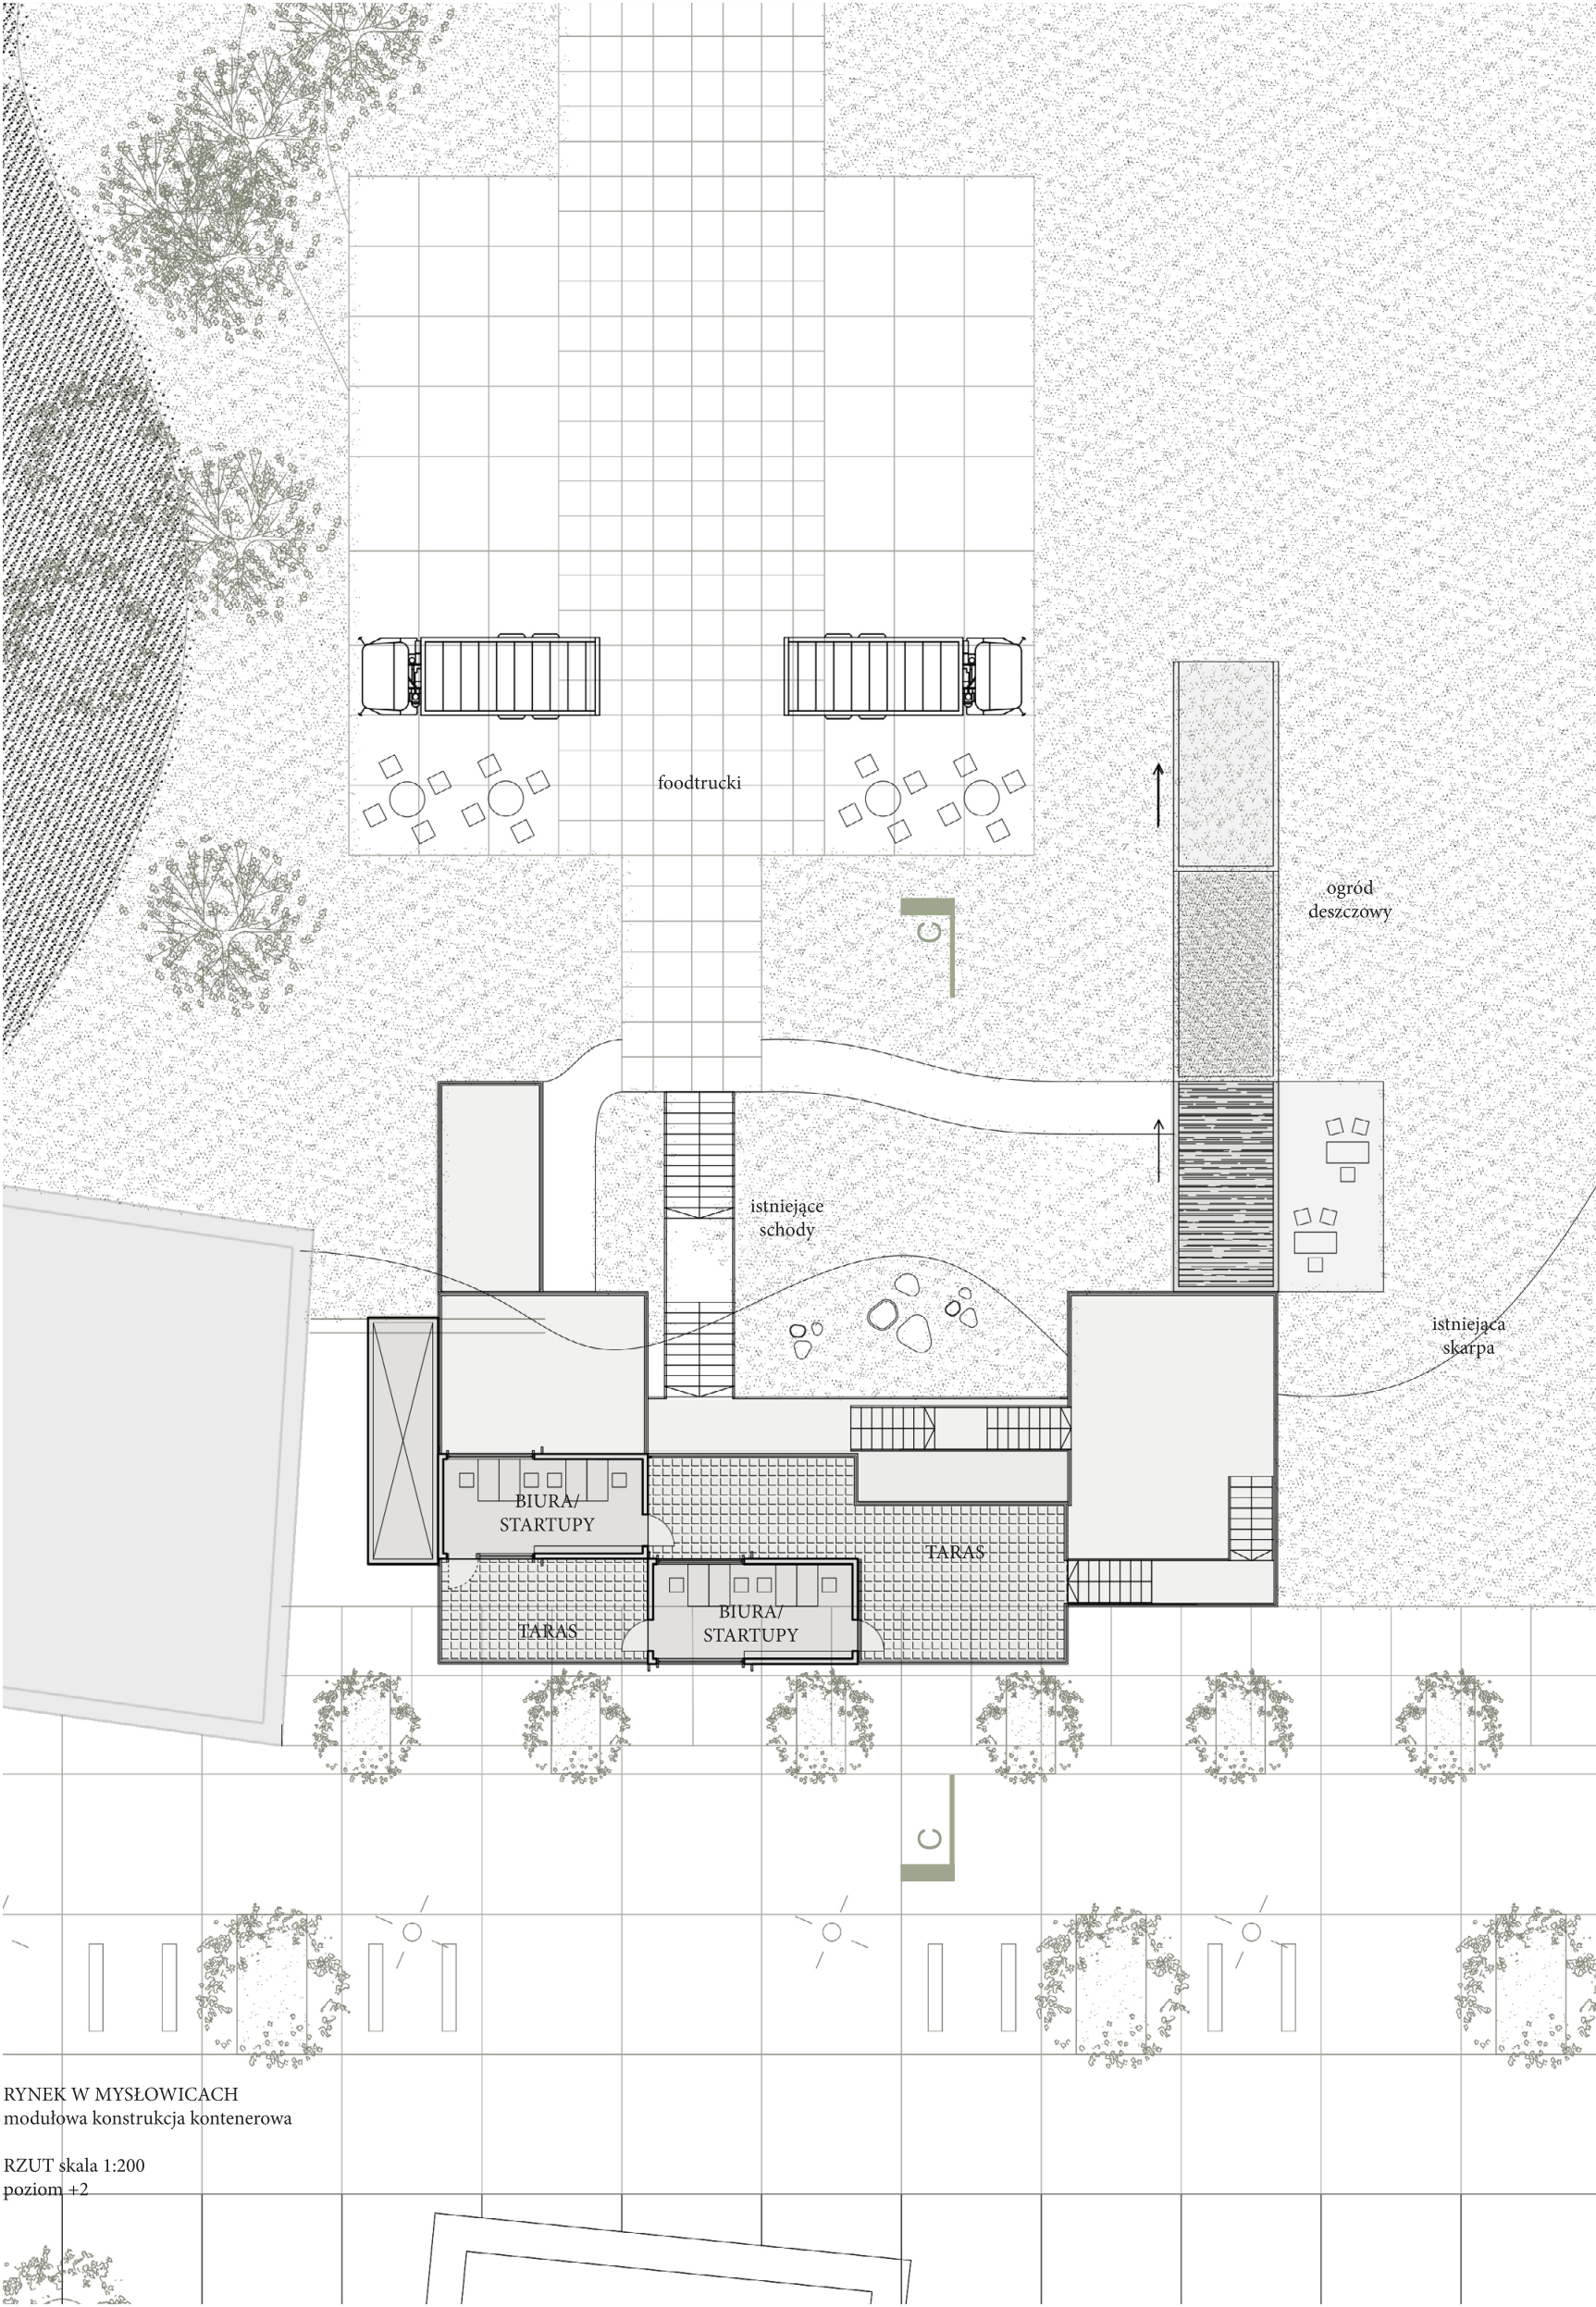 foodtrucki
ogród
deszczowy
C
istniejące
schody
istniejąca
skarpa
BIURA/
STARTUPY
TARAS
BIURA/
STARTUPY
TARAS
C
RYNEK W MYSŁOWICACH
modułowa konstrukcja kontenerowa
RZUT skala 1:200
poziom +2